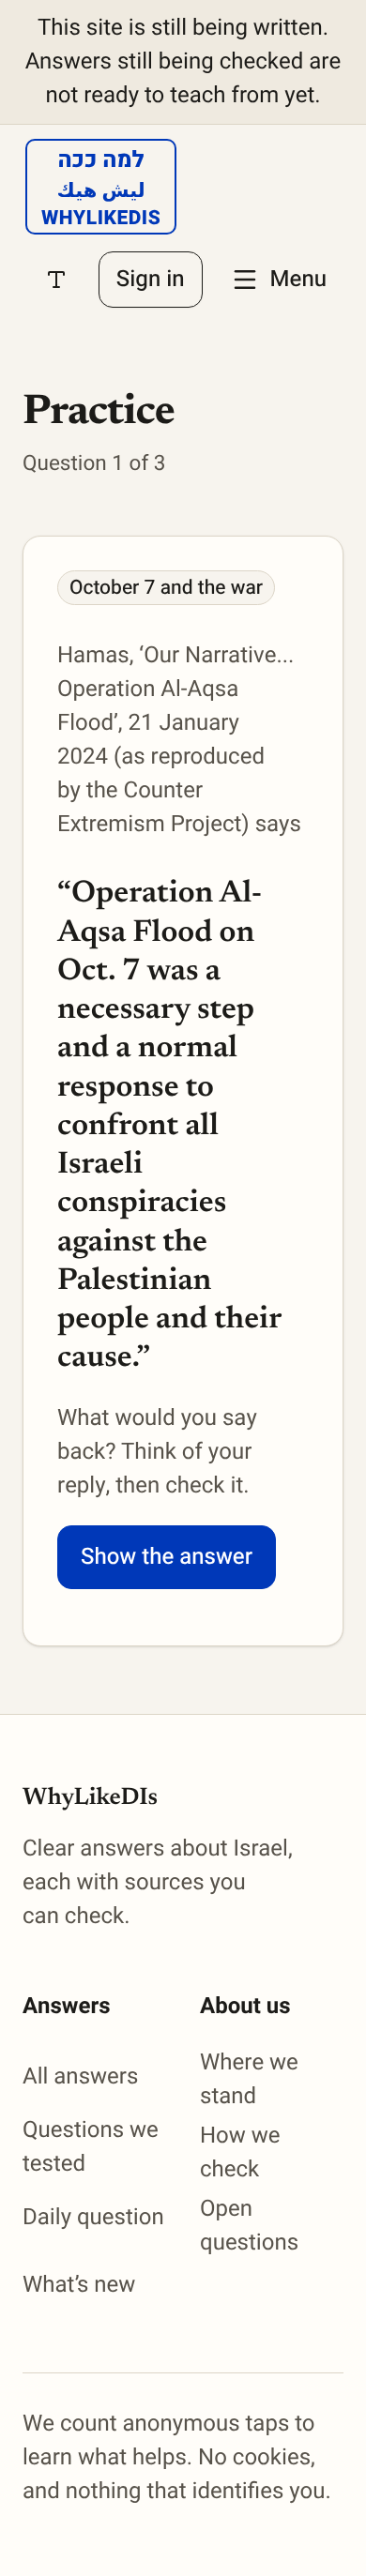 This site is still being written.
Answers still being checked are
not ready to teach from yet.
למה ככה
ليش هيك
WHYLIKEDIS
T
Sign in
Menu
Practice
Question 1 of 3
October 7 and the war
Hamas, ‘Our Narrative...
Operation Al-Aqsa
Flood’, 21 January
2024 (as reproduced
by the Counter
Extremism Project) says
“Operation Al-
Aqsa Flood on
Oct. 7 was a
necessary step
and a normal
response to
confront all
Israeli
conspiracies
against the
Palestinian
people and their
cause.”
What would you say
back? Think of your
reply, then check it.
Show the answer
WhyLikeDIs
Clear answers about Israel,
each with sources you
can check.
Answers
All answers
Questions we
tested
Daily question
What’s new
About us
Where we
stand
How we
check
Open
questions
We count anonymous taps to
learn what helps. No cookies,
and nothing that identifies you.